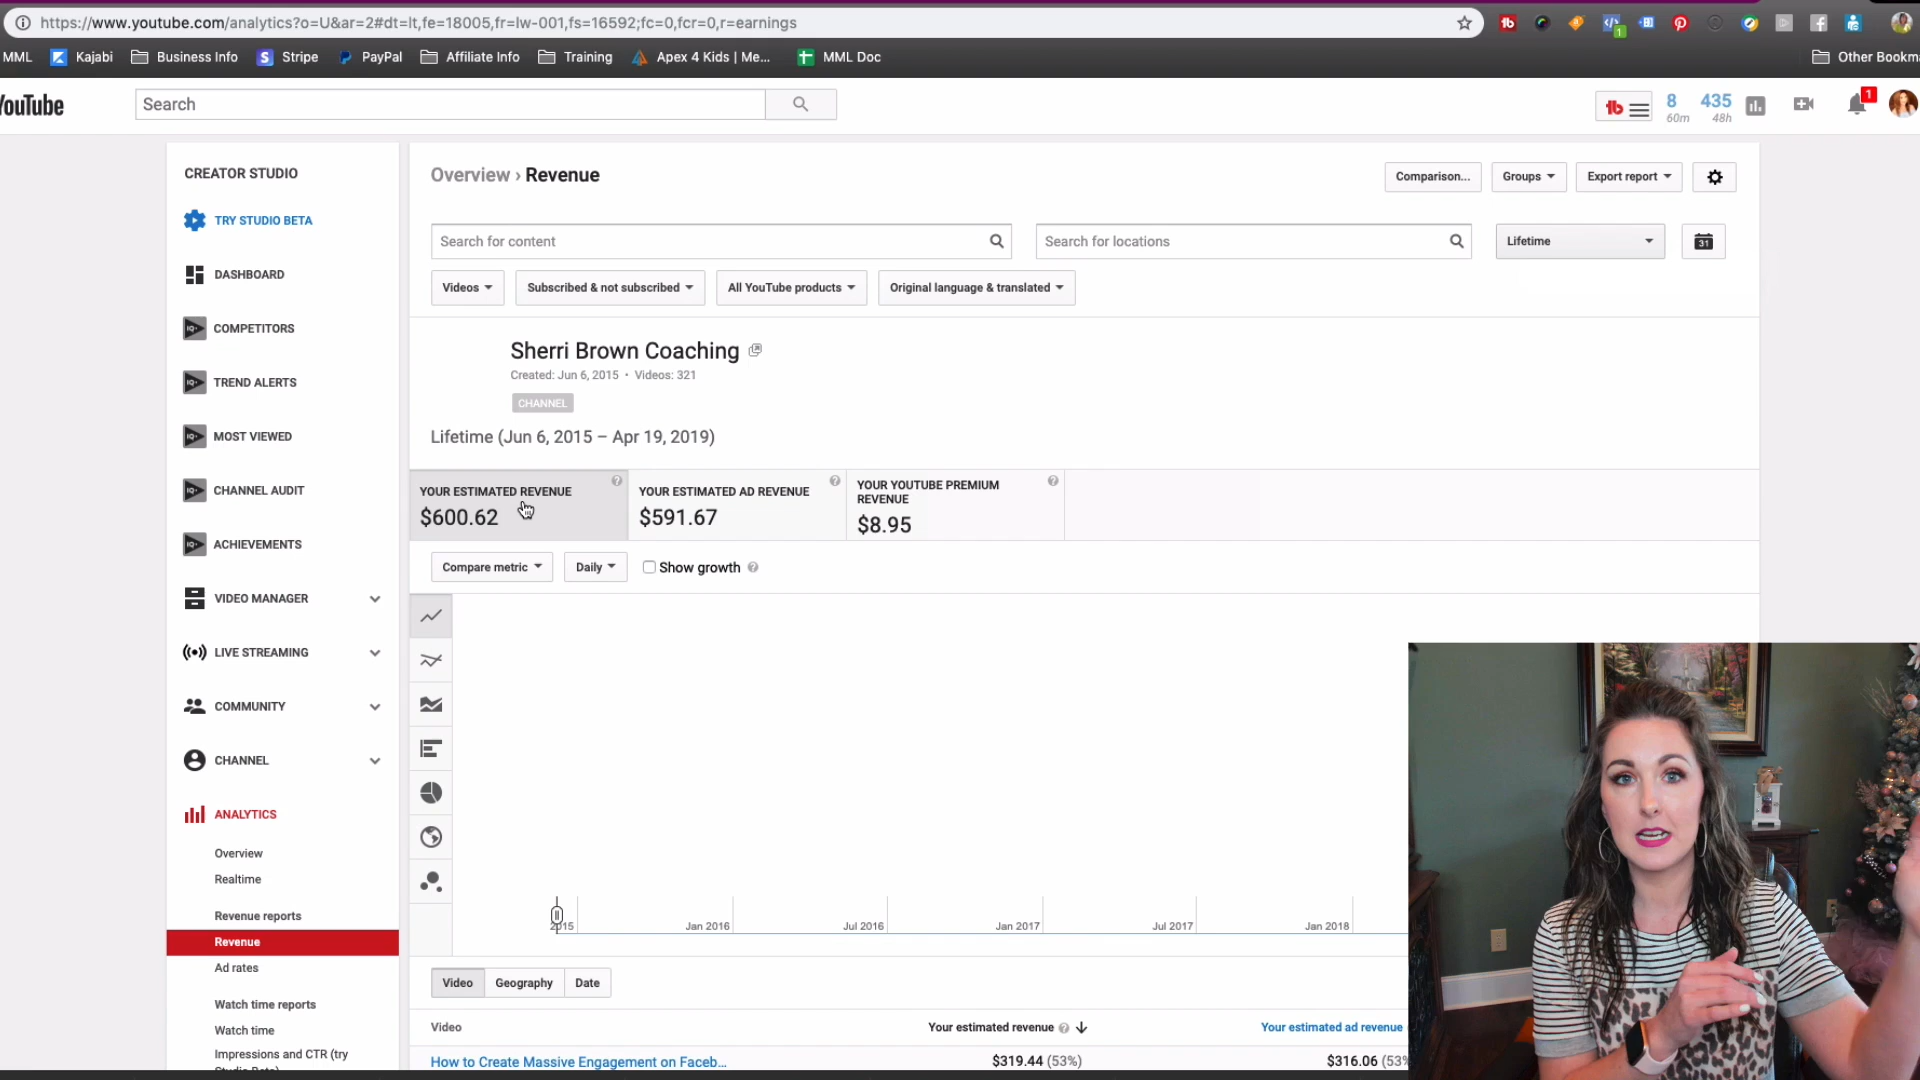 https://www.youtube.com/analytics?o=U&ar=2#dt=lt,fe=18005,fr=lw-001,fs=16592;fc=0,fcr=0,r=earnings
1
MML Kajabi Business Info Stripe PayPal Affiliate Info Training Apex 4 Kids | Me... MML Doc Other Bookma
YouTube
Search
tb
8 60m
435 48h
1
CREATOR STUDIO
TRY STUDIO BETA
DASHBOARD
COMPETITORS
TREND ALERTS
MOST VIEWED
CHANNEL AUDIT
ACHIEVEMENTS
VIDEO MANAGER
LIVE STREAMING
COMMUNITY
CHANNEL
ANALYTICS
Overview
Realtime
Revenue reports
Revenue
Ad rates
Watch time reports
Watch time
Impressions and CTR (try
Studio Beta)
Overview › Revenue
Comparison... Groups Export report
Search for content
Search for locations
Lifetime
31
Videos Subscribed & not subscribed All YouTube products Original language & translated
Sherri Brown Coaching
Created: Jun 6, 2015 • Videos: 321
CHANNEL
Lifetime (Jun 6, 2015 – Apr 19, 2019)
YOUR ESTIMATED REVENUE ?
$600.62
YOUR ESTIMATED AD REVENUE ?
$591.67
YOUR YOUTUBE PREMIUM ?
REVENUE
$8.95
Compare metric Daily Show growth ?
2015 Jan 2016 Jul 2016 Jan 2017 Jul 2017 Jan 2018
Video Geography Date
Video Your estimated revenue ? Your estimated ad revenue
How to Create Massive Engagement on Faceb... $319.44 (53%) $316.06 (53%